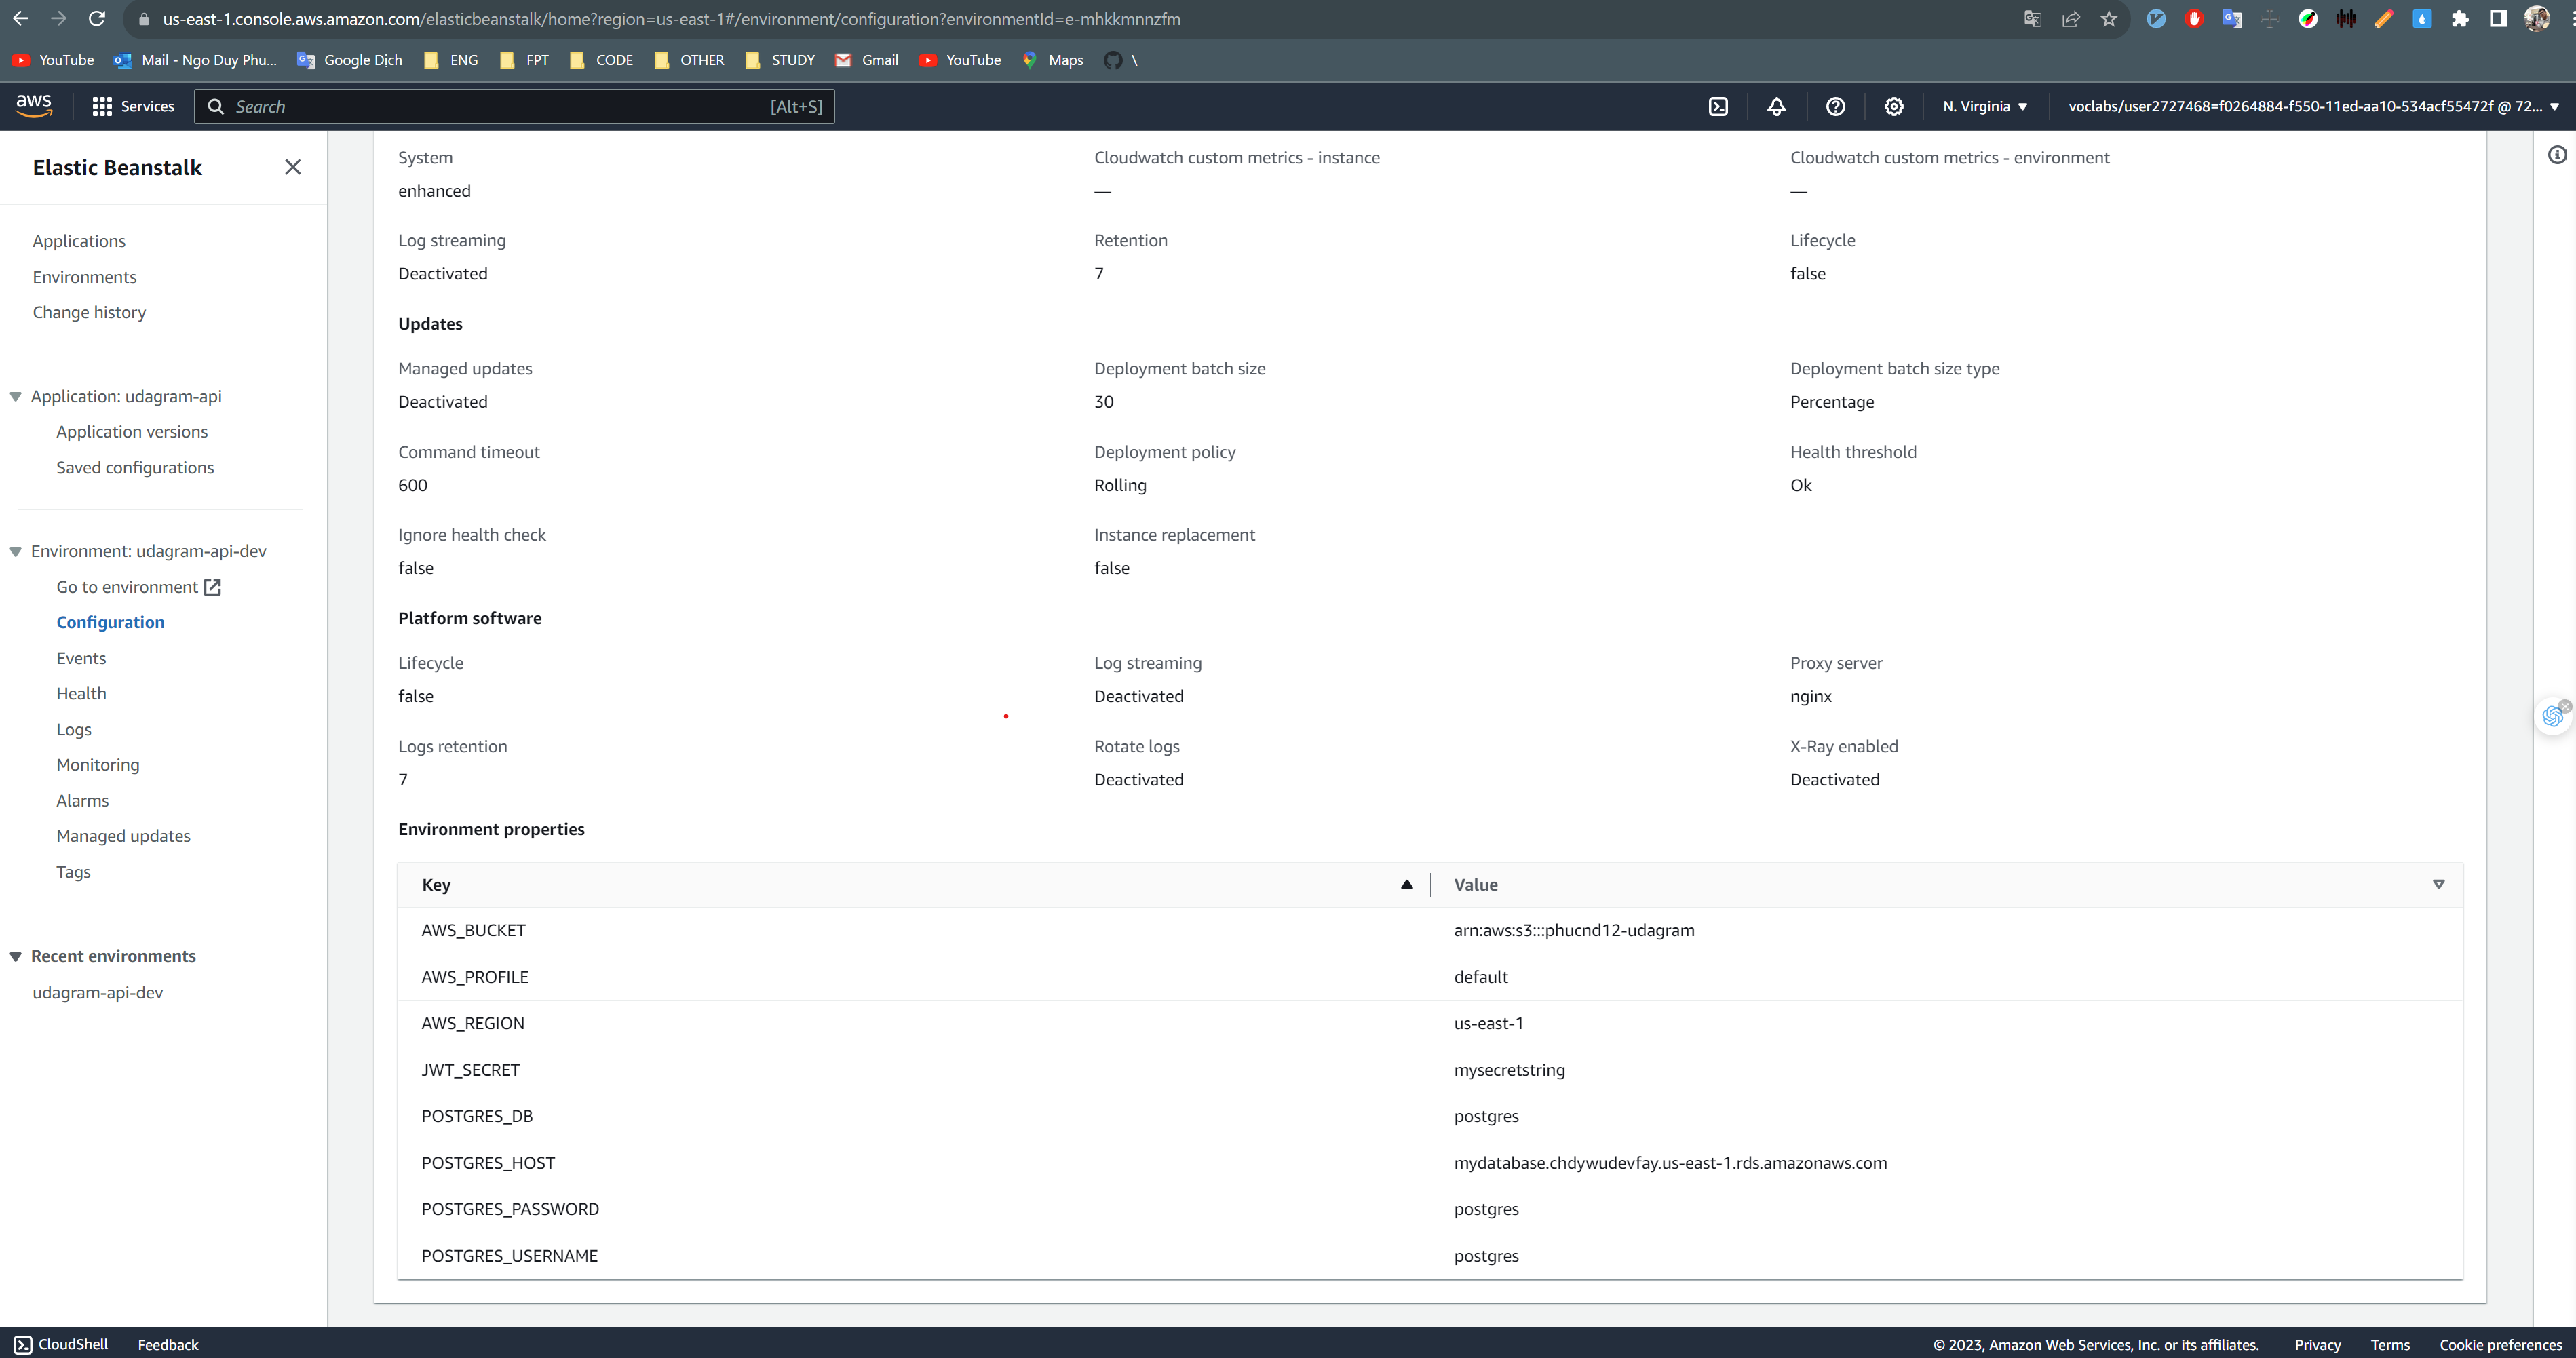 us-east-1.console.aws.amazon.com/elasticbeanstalk/home?region=us-east-1#/environment/configuration?environmentId=e-mhkkmnnzfm
YouTube Mail - Ngo Duy Phu... Google Dịch ENG FPT CODE OTHER STUDY Gmail YouTube Maps \
aws Services Search [Alt+S] N. Virginia voclabs/user2727468=f0264884-f550-11ed-aa10-534acf55472f @ 72...
Elastic Beanstalk
Applications
Environments
Change history
Application: udagram-api
Application versions
Saved configurations
Environment: udagram-api-dev
Go to environment
Configuration
Events
Health
Logs
Monitoring
Alarms
Managed updates
Tags
Recent environments
udagram-api-dev
System Cloudwatch custom metrics - instance Cloudwatch custom metrics - environment
enhanced — —
Log streaming Retention Lifecycle
Deactivated 7 false
Updates
Managed updates Deployment batch size Deployment batch size type
Deactivated 30 Percentage
Command timeout Deployment policy Health threshold
600 Rolling Ok
Ignore health check Instance replacement
false false
Platform software
Lifecycle Log streaming Proxy server
false Deactivated nginx
Logs retention Rotate logs X-Ray enabled
7 Deactivated Deactivated
Environment properties
Key Value
AWS_BUCKET arn:aws:s3:::phucnd12-udagram
AWS_PROFILE default
AWS_REGION us-east-1
JWT_SECRET mysecretstring
POSTGRES_DB postgres
POSTGRES_HOST mydatabase.chdywudevfay.us-east-1.rds.amazonaws.com
POSTGRES_PASSWORD postgres
POSTGRES_USERNAME postgres
CloudShell Feedback © 2023, Amazon Web Services, Inc. or its affiliates. Privacy Terms Cookie preferences